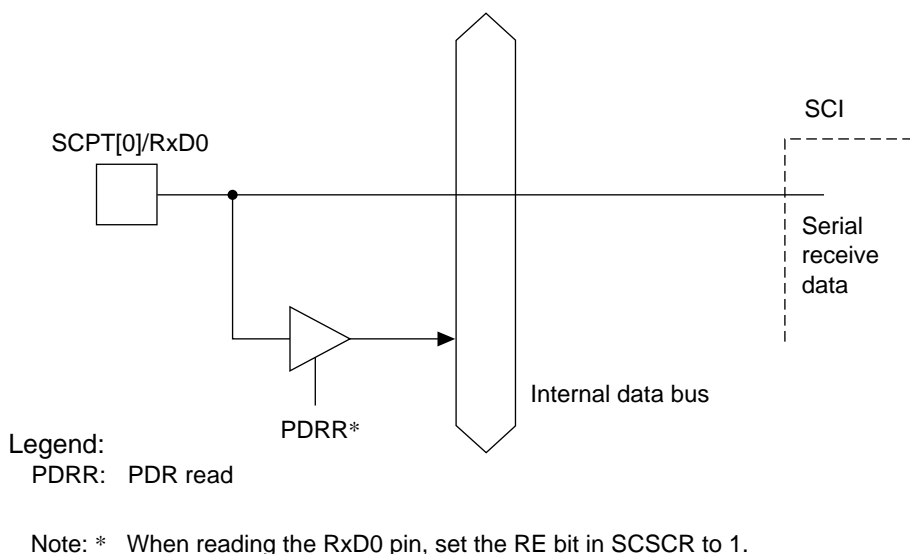 SCI
SCPT[0]/RxD0
Serial
receive
data
Internal data bus
PDRR*
Legend:
PDRR: PDR read
Note: * When reading the RxD0 pin, set the RE bit in SCSCR to 1.